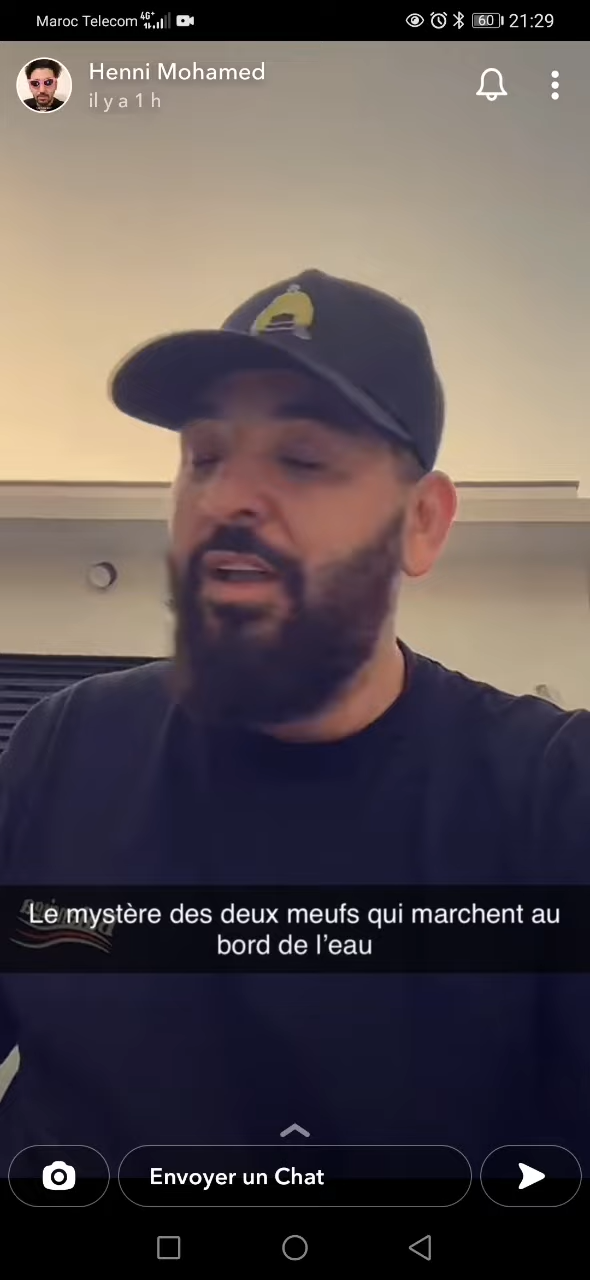 Maroc Telecom 4G+ 60 21:29
Henni Mohamed
il y a 1 h
Le mystère des deux meufs qui marchent au
bord de l’eau
Envoyer un Chat